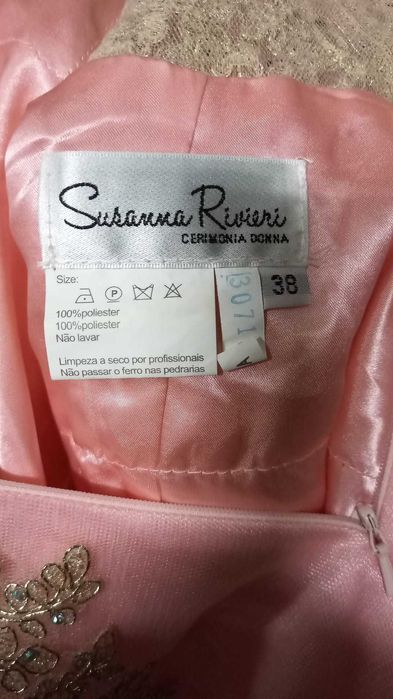 Susanna Rivieri
CERIMONIA DONNA
Size:
38
3071
P
100%poliester
100%poliester
Não lavar
A
Limpeza a seco por profissionais
Não passar o ferro nas pedrarias